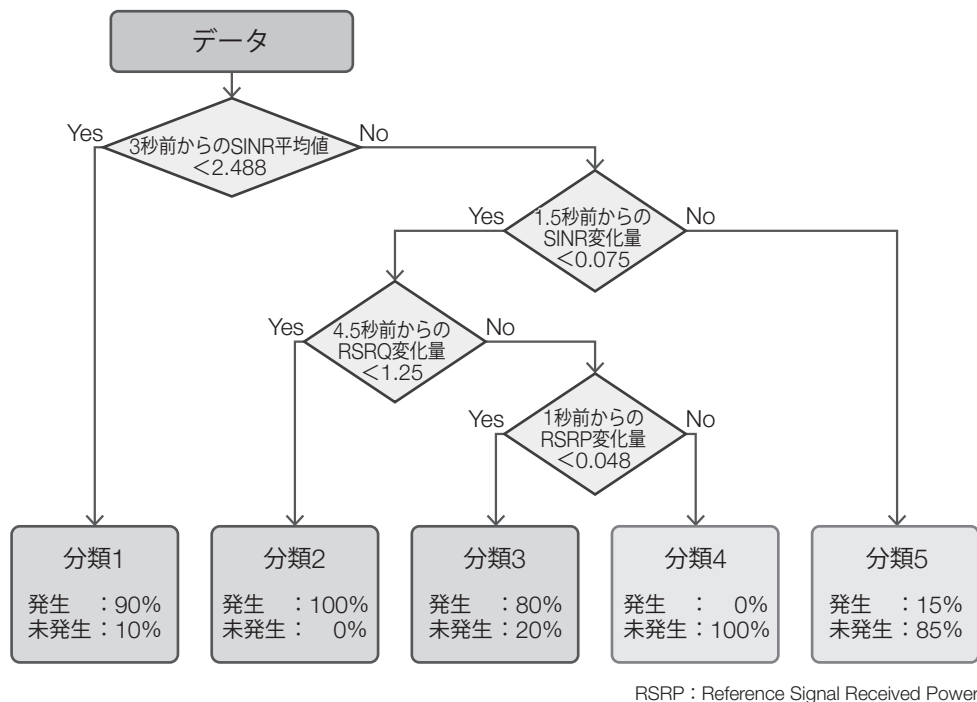 データ
Yes
No
3秒前からのSINR平均値
＜2.488
Yes
No
1.5秒前からの
SINR変化量
＜0.075
Yes
No
4.5秒前からの
RSRQ変化量
＜1.25
Yes
No
1秒前からの
RSRP変化量
＜0.048
分類1
発生　：90%
未発生：10%
分類2
発生　：100%
未発生：　0%
分類3
発生　：80%
未発生：20%
分類4
発生　：　0%
未発生：100%
分類5
発生　：15%
未発生：85%
RSRP：Reference Signal Received Power